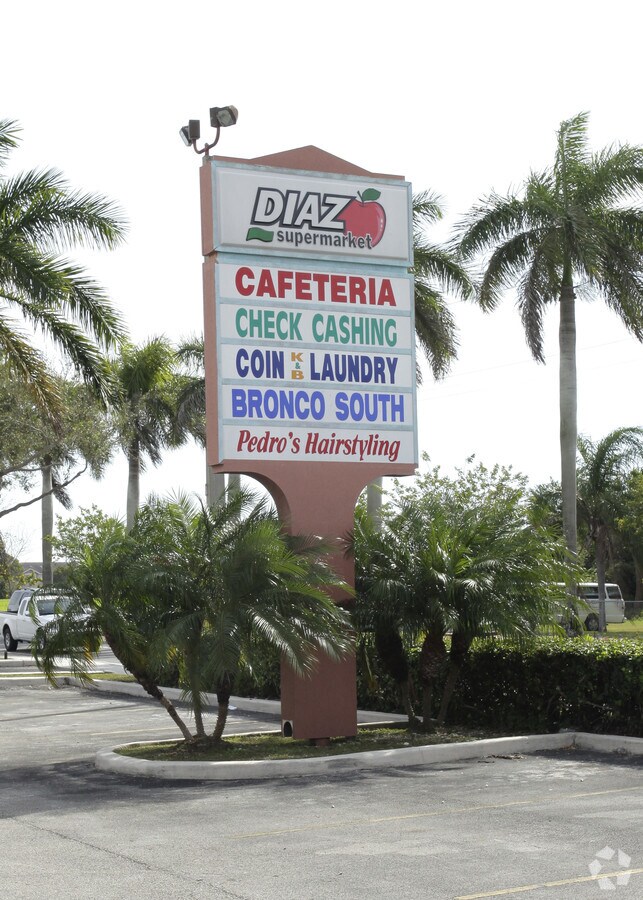 DIAZ
supermarket
CAFETERIA
CHECK CASHING
COIN K & B LAUNDRY
BRONCO SOUTH
Pedro's Hairstyling